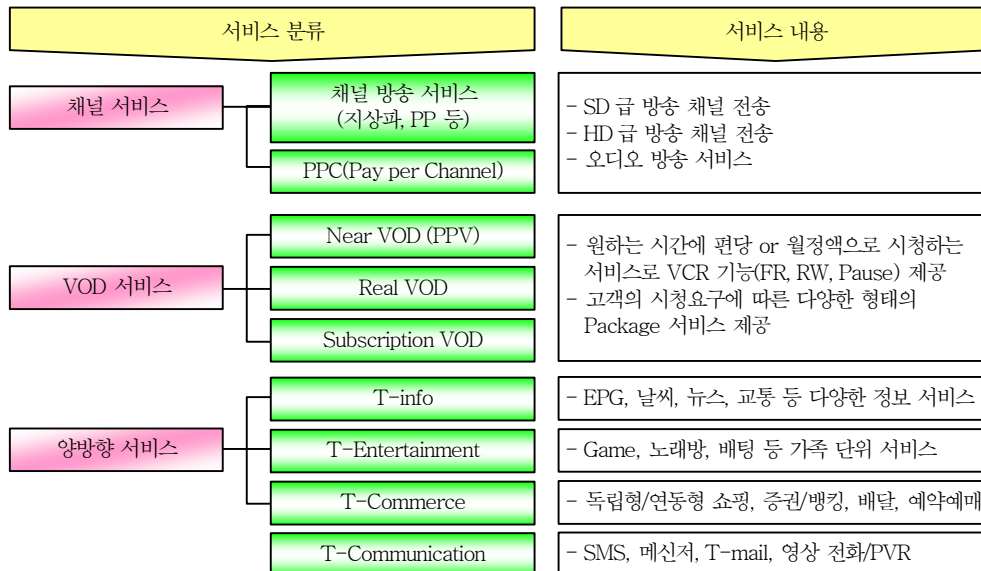 서비스 분류
서비스 내용
채널 서비스
채널 방송 서비스
(지상파, PP 등)
PPC(Pay per Channel)
- SD 급 방송 채널 전송
- HD 급 방송 채널 전송
- 오디오 방송 서비스
VOD 서비스
Near VOD (PPV)
Real VOD
Subscription VOD
- 원하는 시간에 편당 or 월정액으로 시청하는
서비스로 VCR 기능(FR, RW, Pause) 제공
- 고객의 시청요구에 따른 다양한 형태의
Package 서비스 제공
양방향 서비스
T-info
- EPG, 날씨, 뉴스, 교통 등 다양한 정보 서비스
T-Entertainment
- Game, 노래방, 배팅 등 가족 단위 서비스
T-Commerce
- 독립형/연동형 쇼핑, 증권/뱅킹, 배달, 예약예매
T-Communication
- SMS, 메신저, T-mail, 영상 전화/PVR